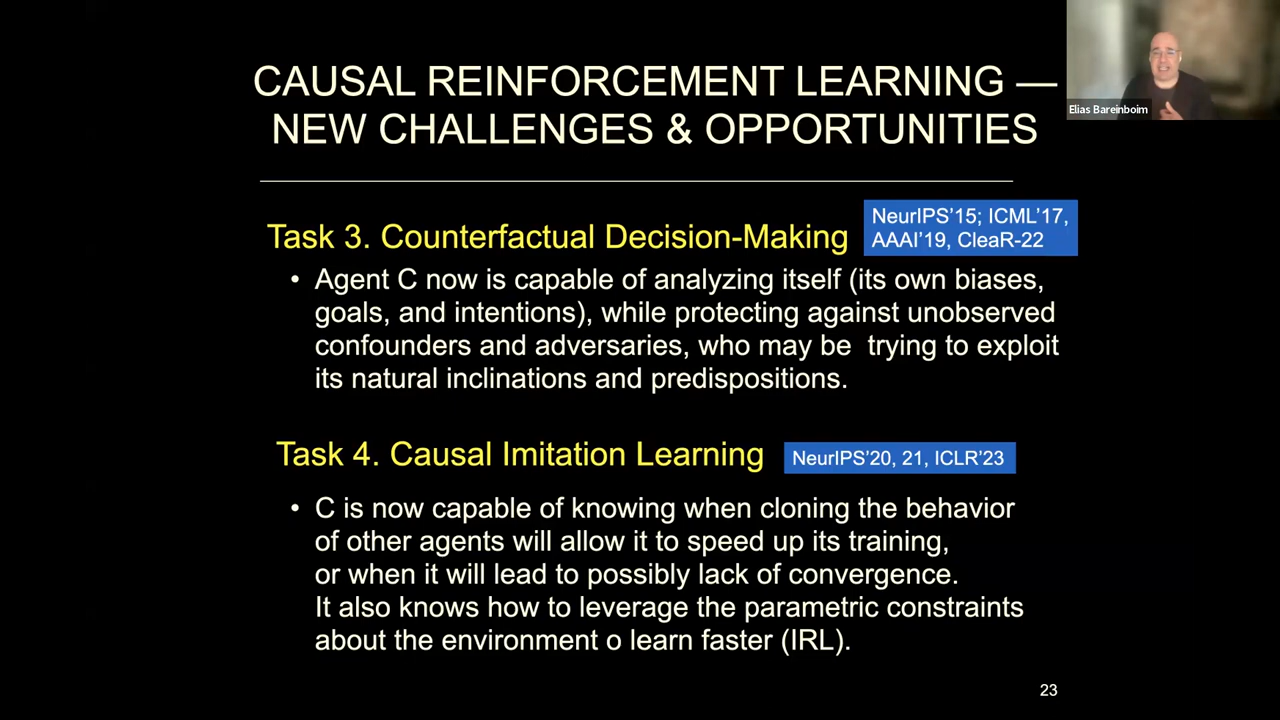 CAUSAL REINFORCEMENT LEARNING —
NEW CHALLENGES & OPPORTUNITIES
Elias Bareinboim
Task 3. Counterfactual Decision-Making
NeurIPS'15; ICML'17,
AAAI'19, CleaR-22
• Agent C now is capable of analyzing itself (its own biases,
goals, and intentions), while protecting against unobserved
confounders and adversaries, who may be trying to exploit
its natural inclinations and predispositions.
Task 4. Causal Imitation Learning
NeurIPS'20, 21, ICLR'23
• C is now capable of knowing when cloning the behavior
of other agents will allow it to speed up its training,
or when it will lead to possibly lack of convergence.
It also knows how to leverage the parametric constraints
about the environment o learn faster (IRL).
23